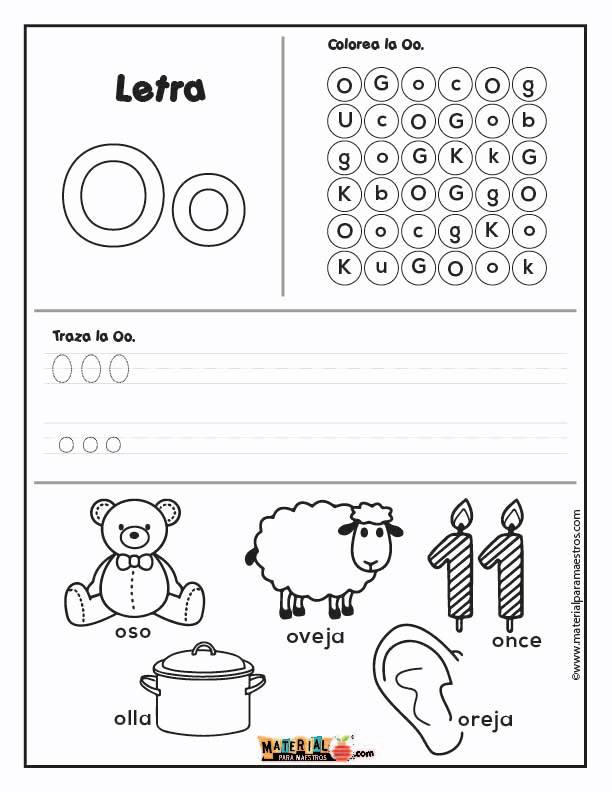 Letra
Oo
Colorea la Oo.
O G o c O g
U c O G o b
g o G K k G
K b O G g O
O o c g K o
K u G O o k
Traza la Oo.
O O O
o o o
oso
oveja
11
once
olla
oreja
MATERIAL
PARA MAESTROS
.com
©www.materialparamaestros.com